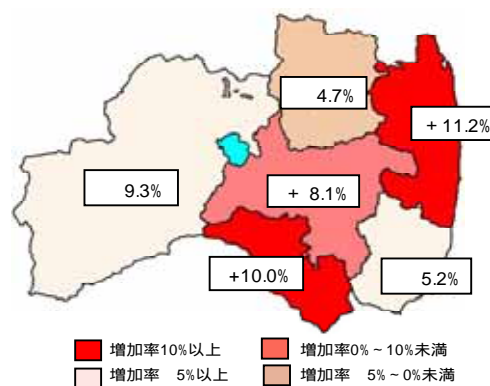 4.7%
+ 11.2%
9.3%
+ 8.1%
+10.0%
5.2%
増加率10%以上
増加率0%~10%未満
増加率 5%以上
増加率 5%~0%未満